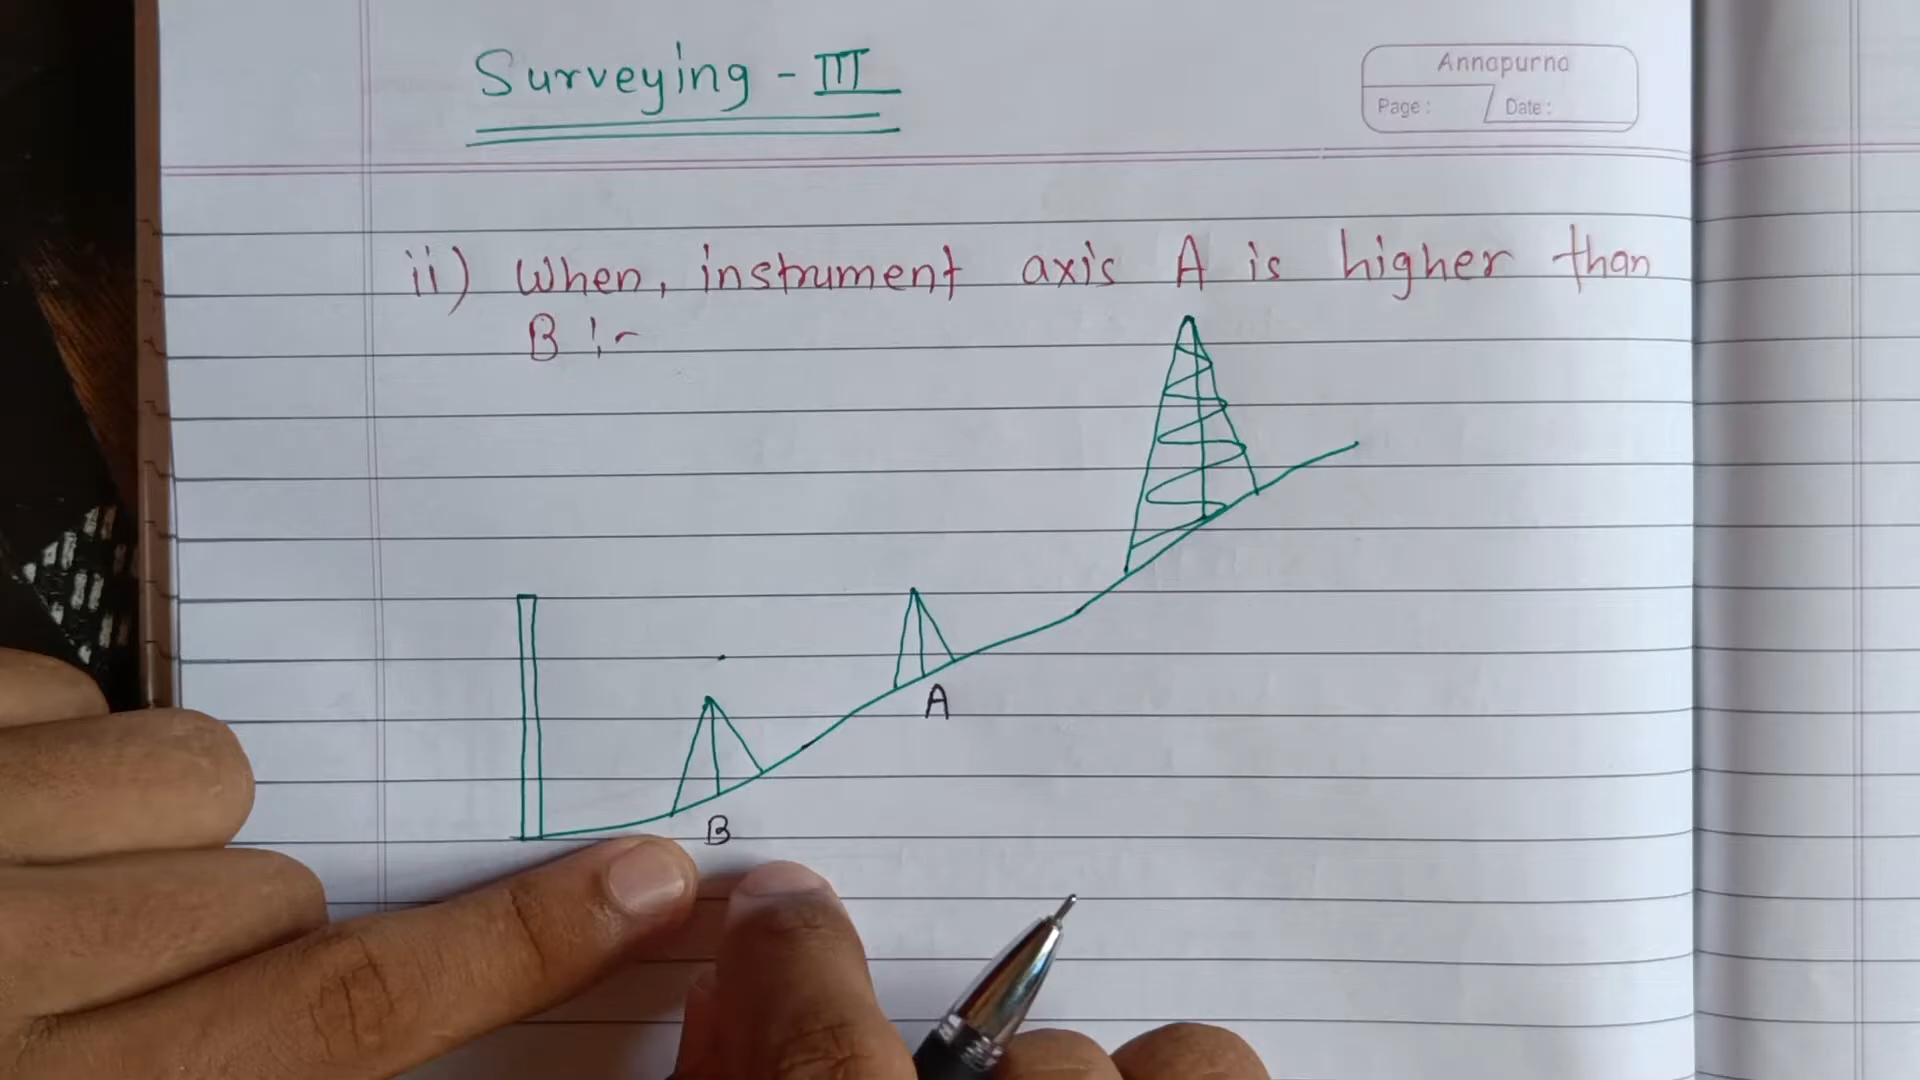 Surveying - III
Annapurna
Page :
Date :
ii) When, instrument axis A is higher than
B :-
A
B